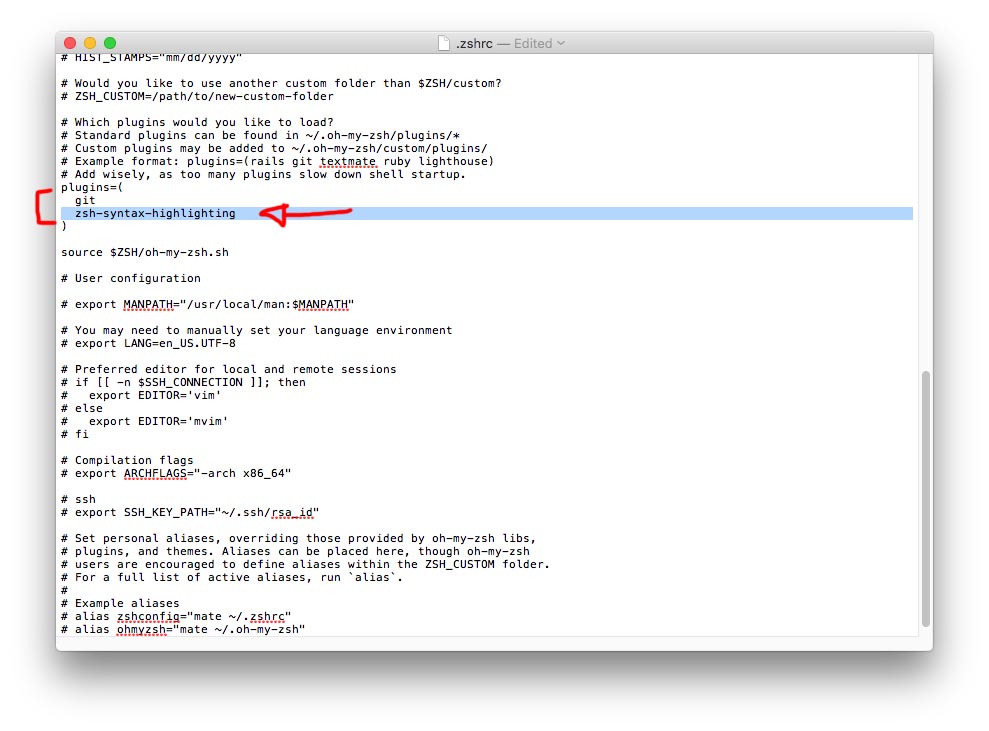 .zshrc — Edited
# HIST_STAMPS="mm/dd/yyyy"
# Would you like to use another custom folder than $ZSH/custom?
# ZSH_CUSTOM=/path/to/new-custom-folder
# Which plugins would you like to load?
# Standard plugins can be found in ~/.oh-my-zsh/plugins/*
# Custom plugins may be added to ~/.oh-my-zsh/custom/plugins/
# Example format: plugins=(rails git textmate ruby lighthouse)
# Add wisely, as too many plugins slow down shell startup.
plugins=(
  git
  zsh-syntax-highlighting
)
source $ZSH/oh-my-zsh.sh
# User configuration
# export MANPATH="/usr/local/man:$MANPATH"
# You may need to manually set your language environment
# export LANG=en_US.UTF-8
# Preferred editor for local and remote sessions
# if [[ -n $SSH_CONNECTION ]]; then
#   export EDITOR='vim'
# else
#   export EDITOR='mvim'
# fi
# Compilation flags
# export ARCHFLAGS="-arch x86_64"
# ssh
# export SSH_KEY_PATH="~/.ssh/rsa_id"
# Set personal aliases, overriding those provided by oh-my-zsh libs,
# plugins, and themes. Aliases can be placed here, though oh-my-zsh
# users are encouraged to define aliases within the ZSH_CUSTOM folder.
# For a full list of active aliases, run `alias`.
#
# Example aliases
# alias zshconfig="mate ~/.zshrc"
# alias ohmyzsh="mate ~/.oh-my-zsh"